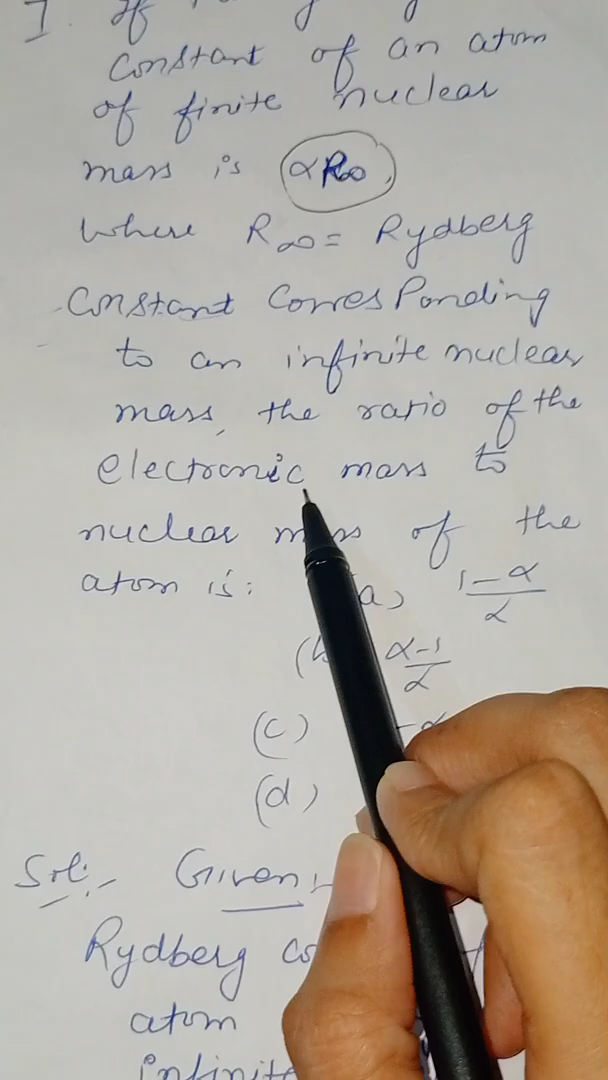 I. If
constant of an atom
of finite nuclear
mass is αR∞,
where R∞ = Rydberg
constant corresponding
to an infinite nuclear
mass, the ratio of the
electronic mass to
nuclear of the
atom is: a) 1-α/α
α-1/α
(c)
(d)
Sol:- Given:
Rydberg
atom
infinite